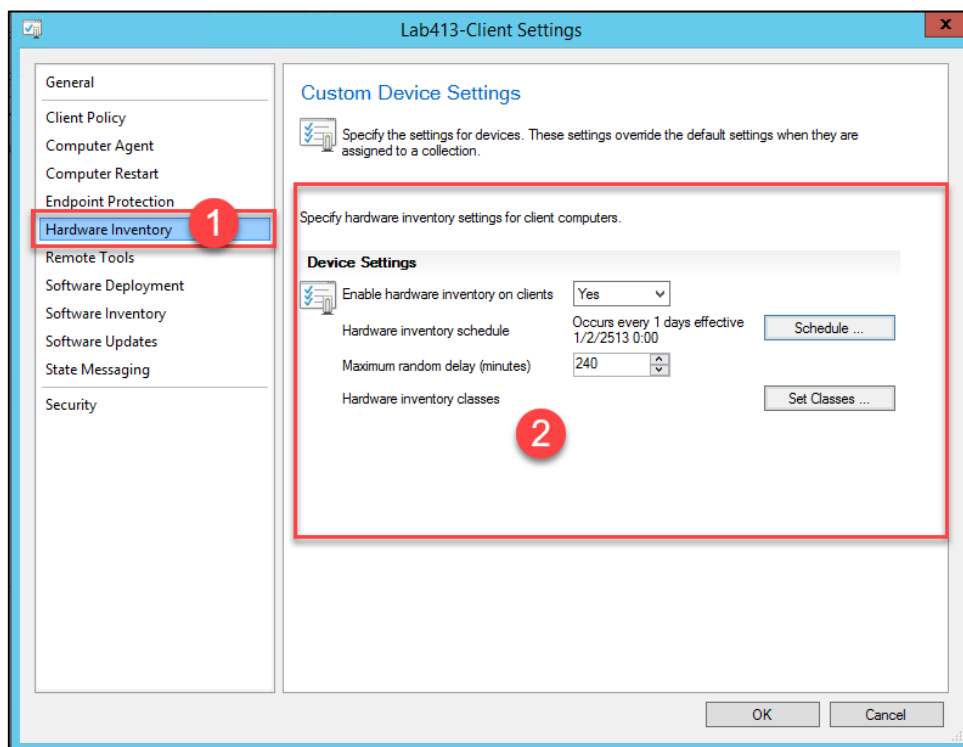 Lab413-Client Settings
x
General
Client Policy
Computer Agent
Computer Restart
Endpoint Protection
Hardware Inventory
1
Remote Tools
Software Deployment
Software Inventory
Software Updates
State Messaging
Security
Custom Device Settings
Specify the settings for devices. These settings override the default settings when they are
assigned to a collection.
Specify hardware inventory settings for client computers.
Device Settings
Enable hardware inventory on clients Yes
Hardware inventory schedule Occurs every 1 days effective
1/2/2513 0:00 Schedule ...
Maximum random delay (minutes) 240
Hardware inventory classes Set Classes ...
2
OK Cancel